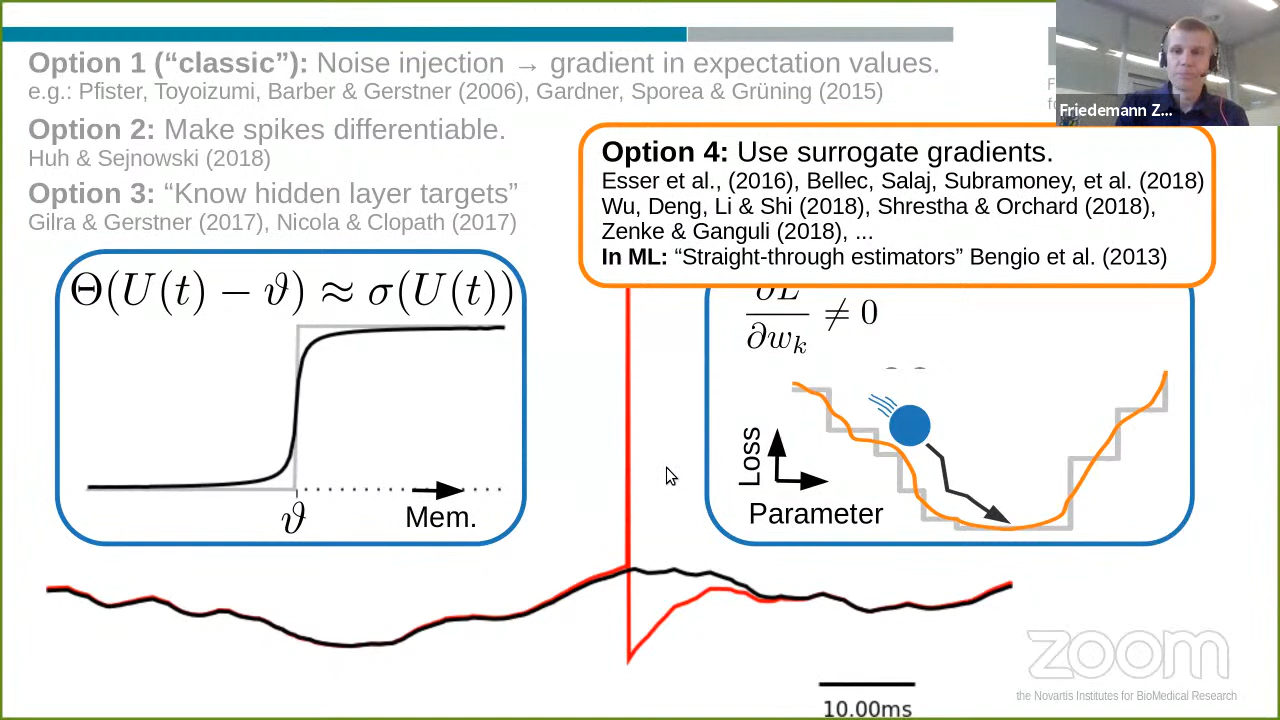 Option 1 (“classic”): Noise injection → gradient in expectation values.
e.g.: Pfister, Toyoizumi, Barber & Gerstner (2006), Gardner, Sporea & Grüning (2015)
Friedemann Z...
Option 2: Make spikes differentiable.
Huh & Sejnowski (2018)
Option 3: “Know hidden layer targets”
Gilra & Gerstner (2017), Nicola & Clopath (2017)
Option 4: Use surrogate gradients.
Esser et al., (2016), Bellec, Salaj, Subramoney, et al. (2018)
Wu, Deng, Li & Shi (2018), Shrestha & Orchard (2018),
Zenke & Ganguli (2018), ...
In ML: “Straight-through estimators” Bengio et al. (2013)
Θ(U(t) − ϑ) ≈ σ(U(t))
ϑ
Mem.
∂L
∂w_k ≠ 0
Loss
Parameter
10.00ms
zoom
the Novartis Institutes for BioMedical Research